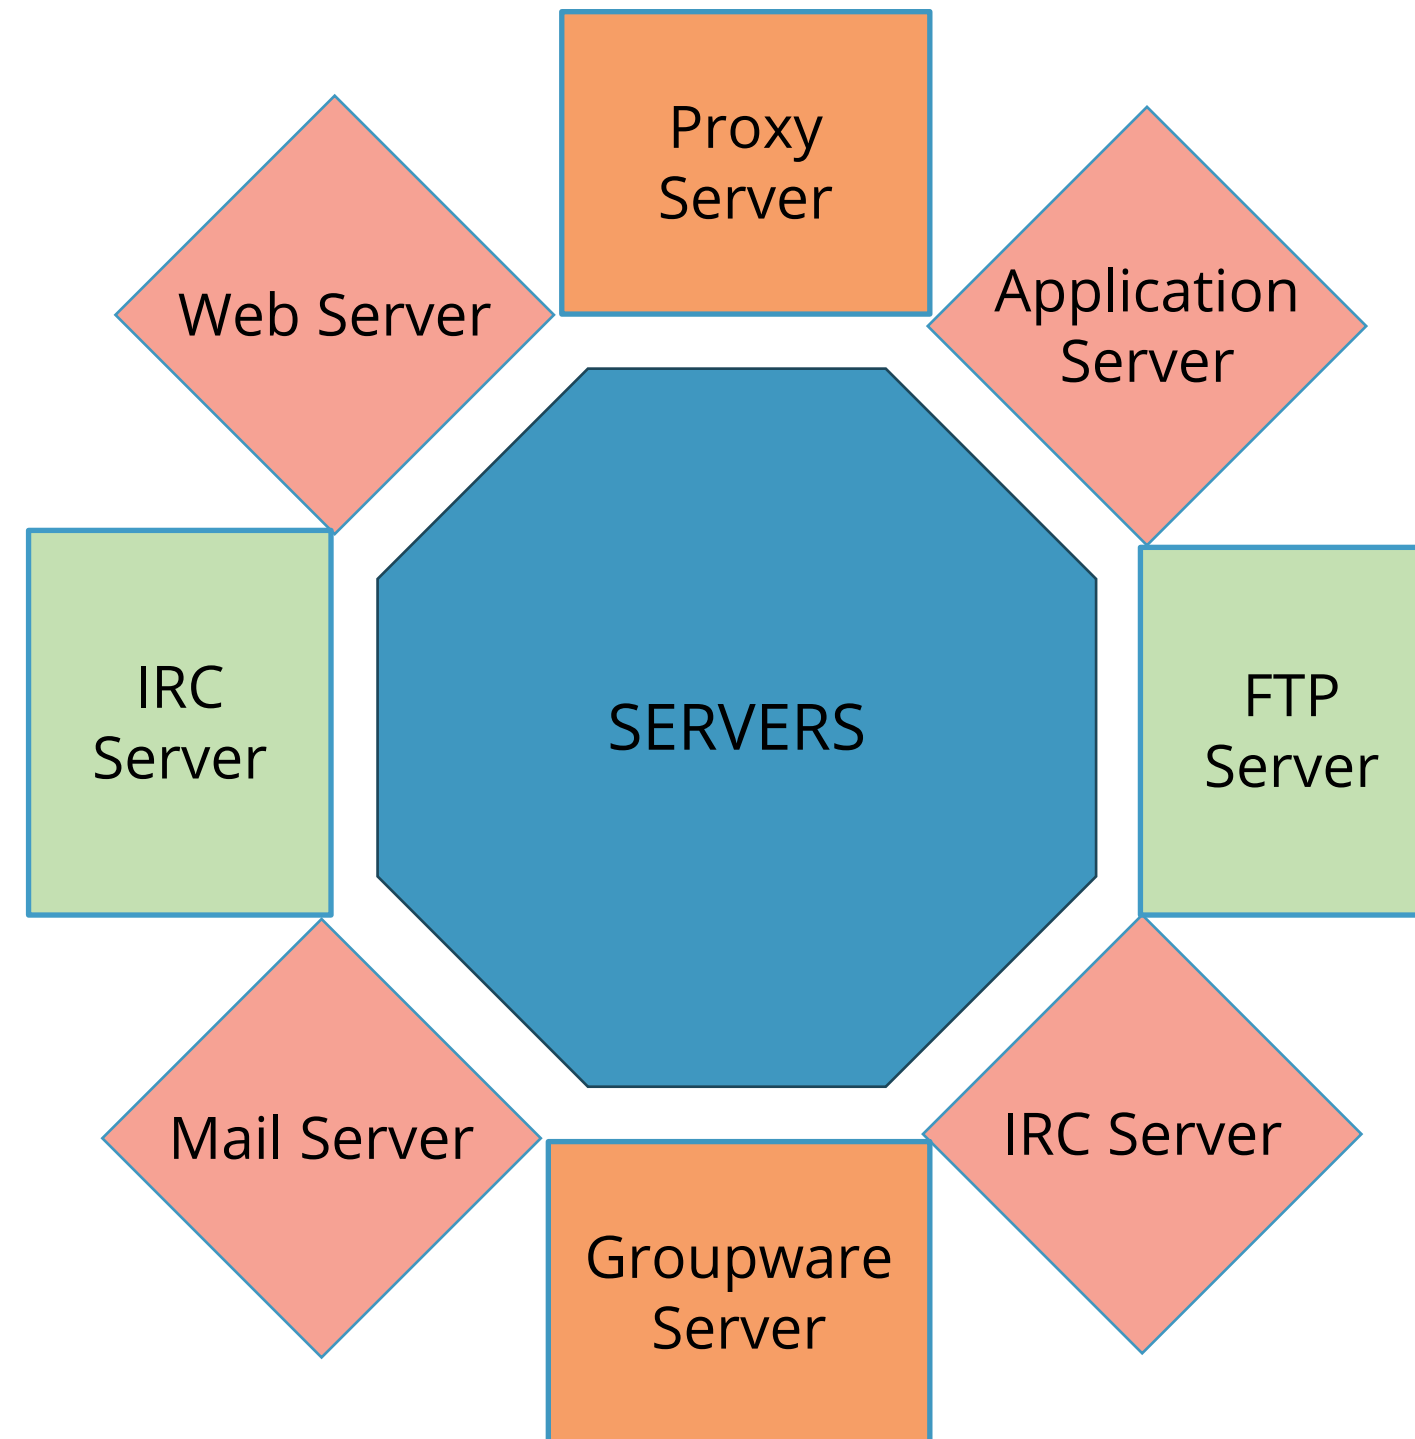 Proxy
Server
Web Server
Application
Server
IRC
Server
SERVERS
FTP
Server
Mail Server
IRC Server
Groupware
Server